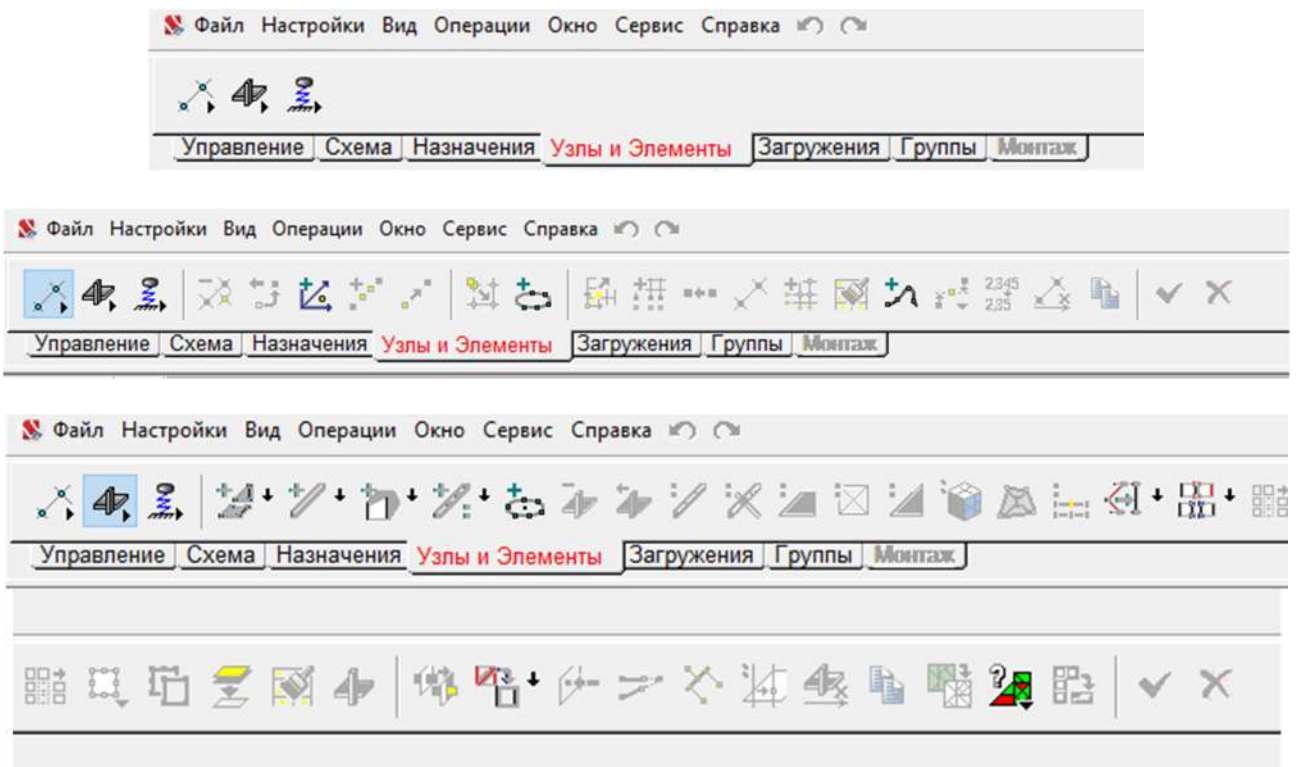 Файл Настройки Вид Операции Окно Сервис Справка
Управление Схема Назначения Узлы и Элементы Загружения Группы Монтаж
Файл Настройки Вид Операции Окно Сервис Справка
2,345
2,35
Управление Схема Назначения Узлы и Элементы Загружения Группы Монтаж
Файл Настройки Вид Операции Окно Сервис Справка
Управление Схема Назначения Узлы и Элементы Загружения Группы Монтаж
?